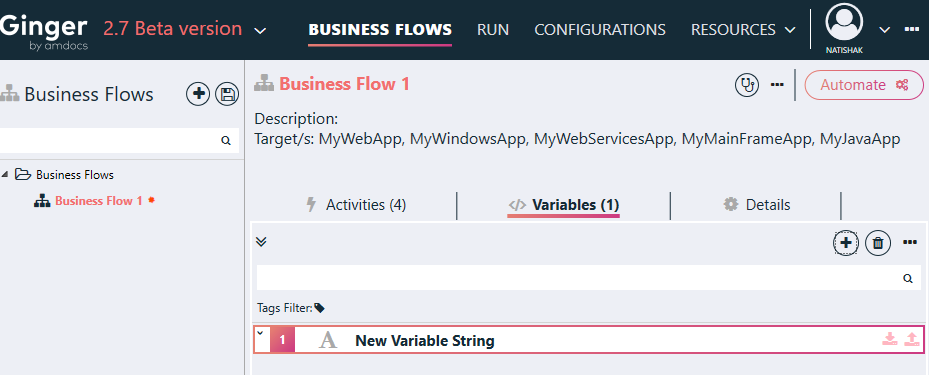 Ginger
by amdocs
2.7 Beta version
BUSINESS FLOWS
RUN
CONFIGURATIONS
RESOURCES
NATISHAK
Business Flows
Business Flows
Business Flow 1
Business Flow 1
Automate
Description:
Target/s: MyWebApp, MyWindowsApp, MyWebServicesApp, MyMainFrameApp, MyJavaApp
Activities (4)
Variables (1)
Details
Tags Filter:
1
A
New Variable String